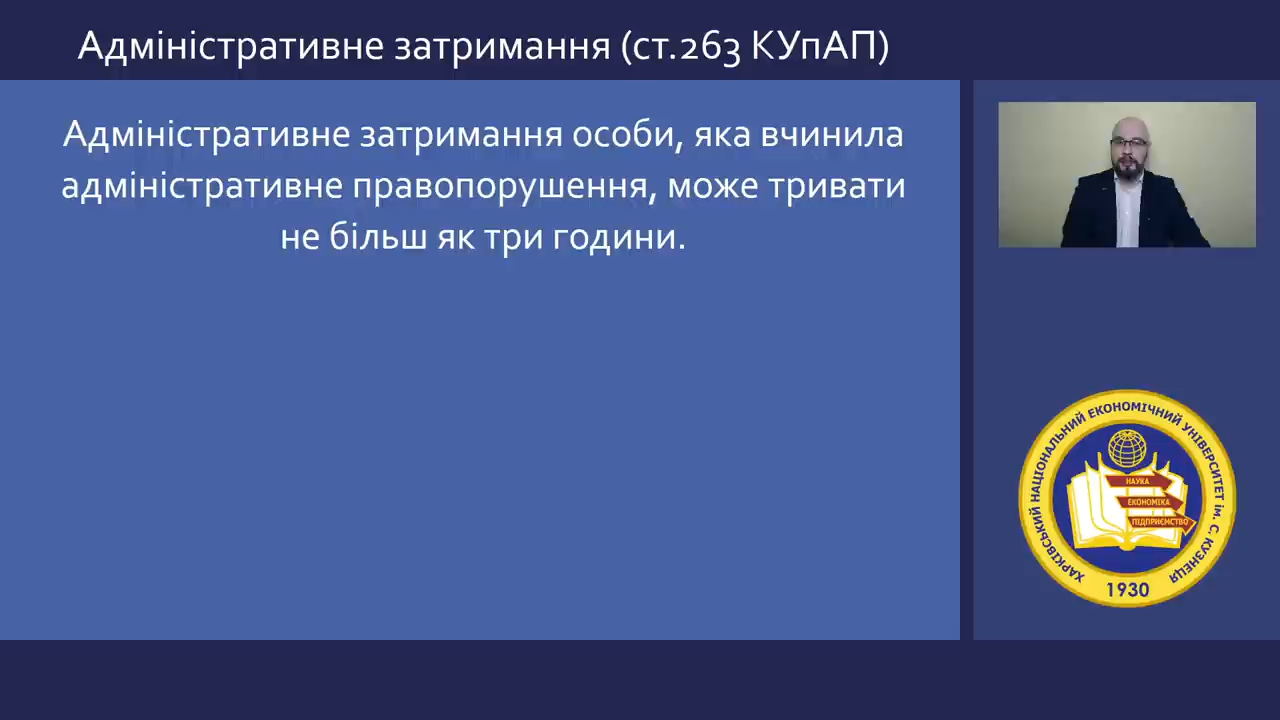 Адміністративне затримання (ст.263 КУпАП)
Адміністративне затримання особи, яка вчинила
адміністративне правопорушення, може тривати
не більш як три години.
ХАРКІВСЬКИЙ НАЦІОНАЛЬНИЙ ЕКОНОМІЧНИЙ УНІВЕРСИТЕТ ім. С. КУЗНЕЦЯ
НАУКА
ЕКОНОМІКА
ПІДПРИЄМСТВО
1930